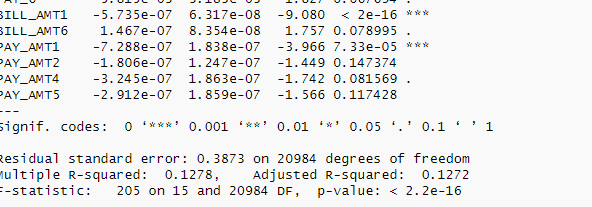 BILL_AMT1 -5.735e-07 6.317e-08 -9.080 < 2e-16 ***
BILL_AMT6 1.467e-07 8.354e-08 1.757 0.078995 .
PAY_AMT1 -7.288e-07 1.838e-07 -3.966 7.33e-05 ***
PAY_AMT2 -1.806e-07 1.247e-07 -1.449 0.147374
PAY_AMT4 -3.245e-07 1.863e-07 -1.742 0.081569 .
PAY_AMT5 -2.912e-07 1.859e-07 -1.566 0.117428
---
Signif. codes: 0 ‘***’ 0.001 ‘**’ 0.01 ‘*’ 0.05 ‘.’ 0.1 ‘ ’ 1
Residual standard error: 0.3873 on 20984 degrees of freedom
Multiple R-squared: 0.1278, Adjusted R-squared: 0.1272
F-statistic: 205 on 15 and 20984 DF, p-value: < 2.2e-16